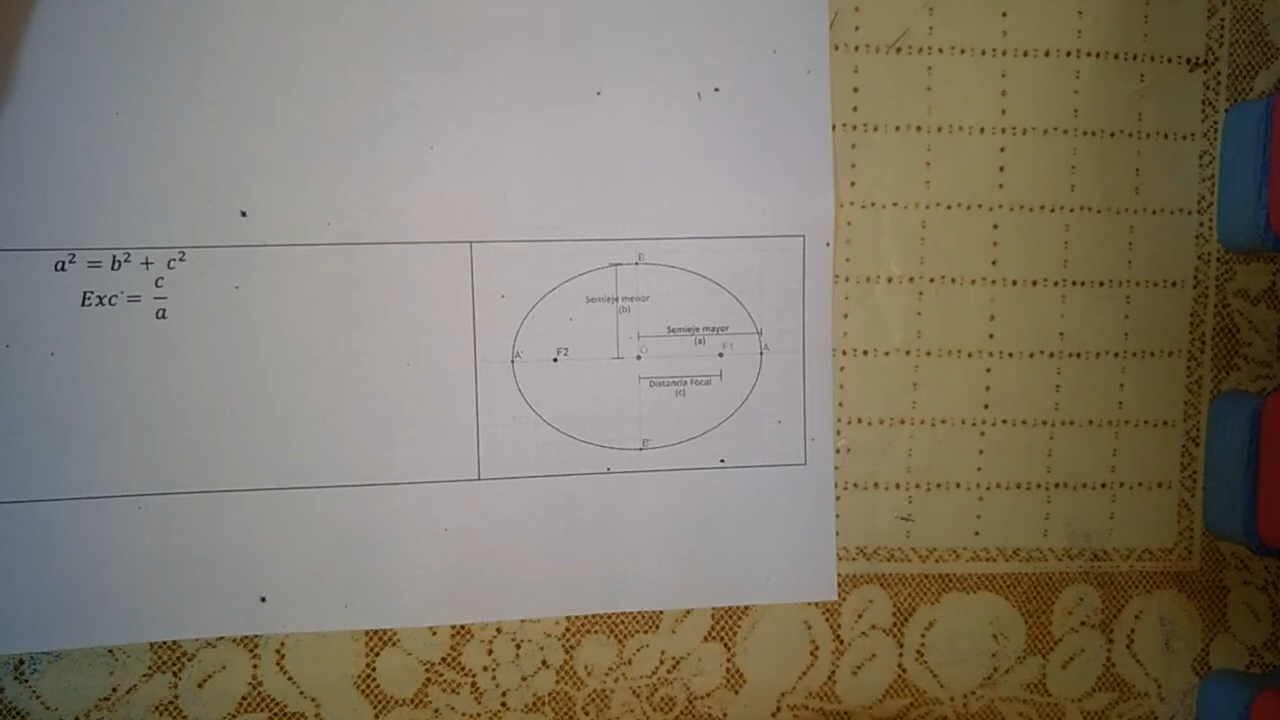 a² = b² + c²
Exc = c/a
B
Semieje menor
(b)
Semieje mayor
(a)
A'
F2
O
F1
A
Distancia Focal
(c)
B'